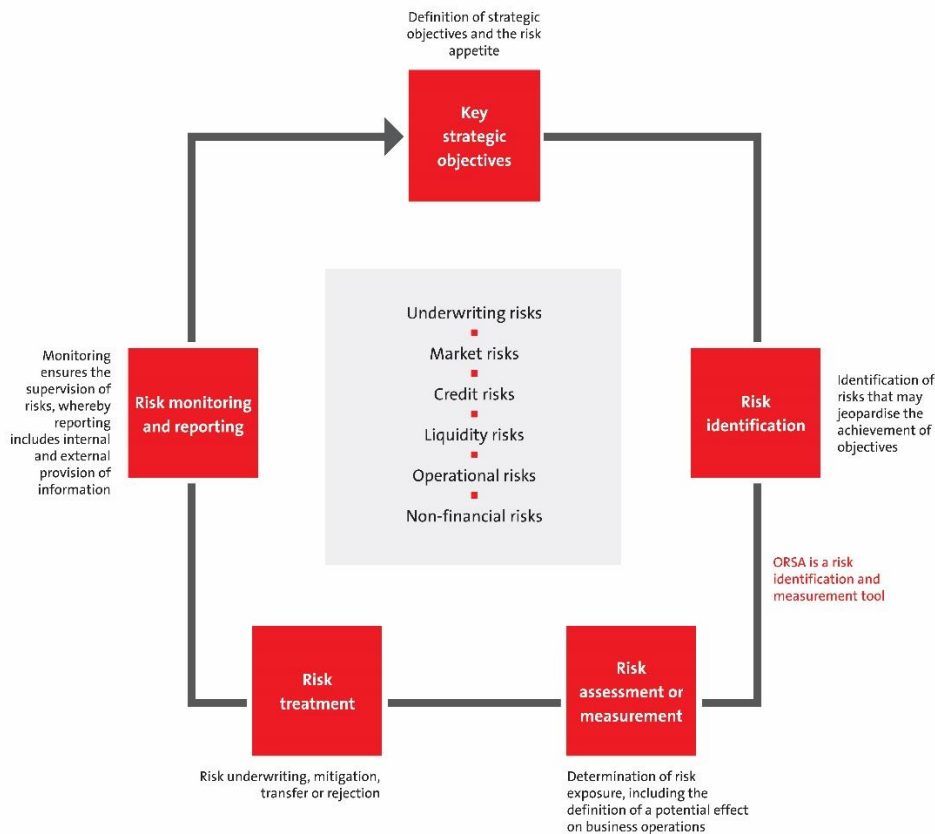 Definition of strategic
objectives and the risk
appetite
Key
strategic
objectives
Underwriting risks
Market risks
Credit risks
Liquidity risks
Operational risks
Non-financial risks
Monitoring
ensures the
supervision of
risks, whereby
reporting
includes internal
and external
provision of
information
Risk monitoring
and reporting
Risk
identification
Identification of
risks that may
jeopardise the
achievement of
objectives
ORSA is a risk
identification and
measurement tool
Risk
treatment
Risk underwriting, mitigation,
transfer or rejection
Risk
assessment or
measurement
Determination of risk
exposure, including the
definition of a potential effect
on business operations